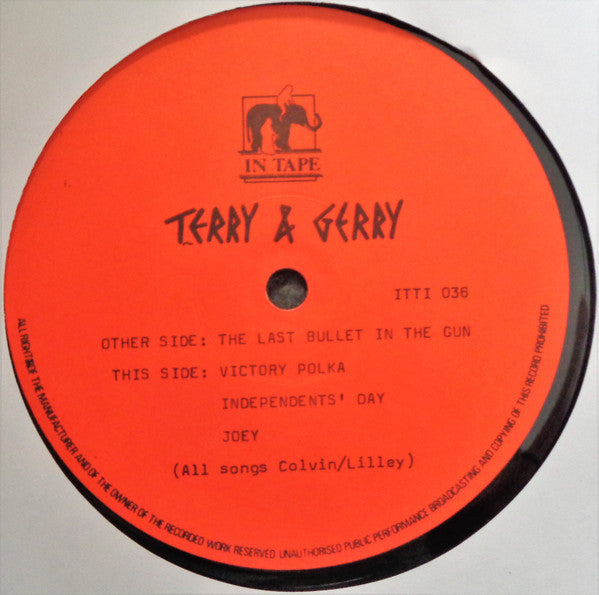 IN TAPE
TERRY & GERRY
ITTI 036
OTHER SIDE: THE LAST BULLET IN THE GUN
THIS SIDE: VICTORY POLKA
INDEPENDENTS' DAY
JOEY
(All songs Colvin/Lilley)
ALL RIGHTS OF THE MANUFACTURER AND OF THE OWNER OF THE RECORDED WORK RESERVED UNAUTHORISED PUBLIC PERFORMANCE BROADCASTING AND COPYING OF THIS RECORD PROHIBITED